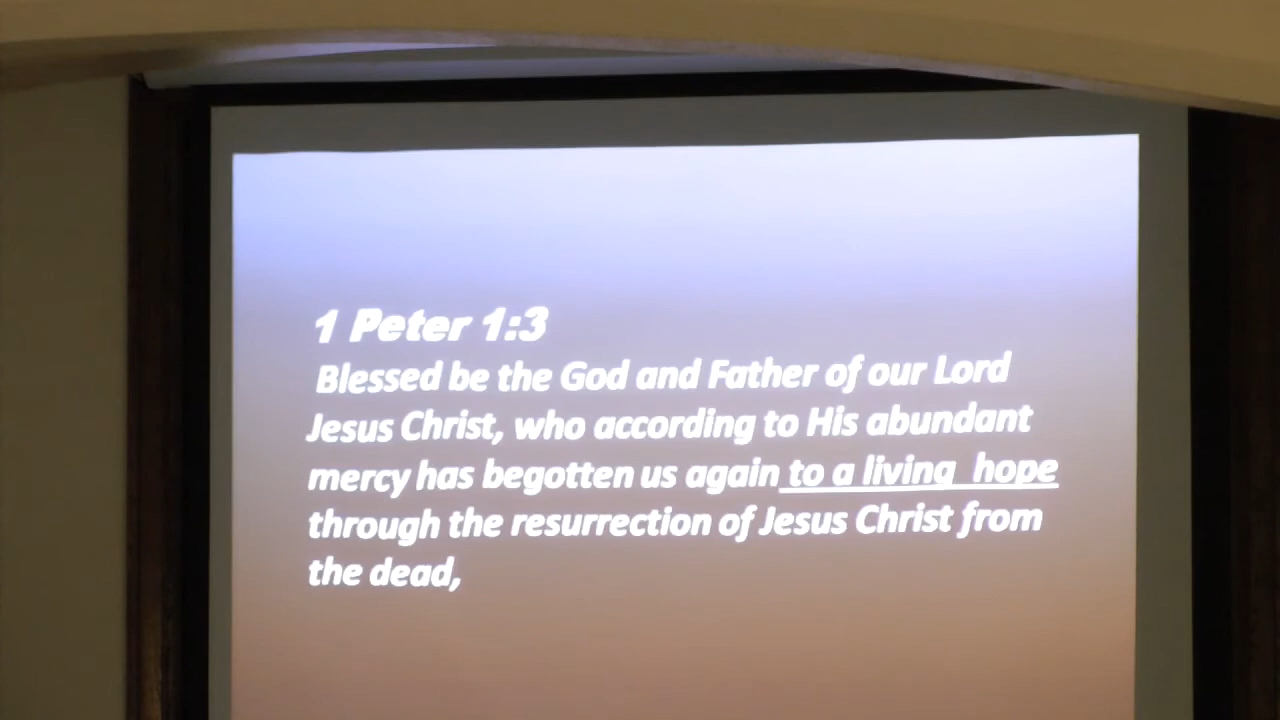 1 Peter 1:3
Blessed be the God and Father of our Lord
Jesus Christ, who according to His abundant
mercy has begotten us again to a living hope
through the resurrection of Jesus Christ from
the dead,